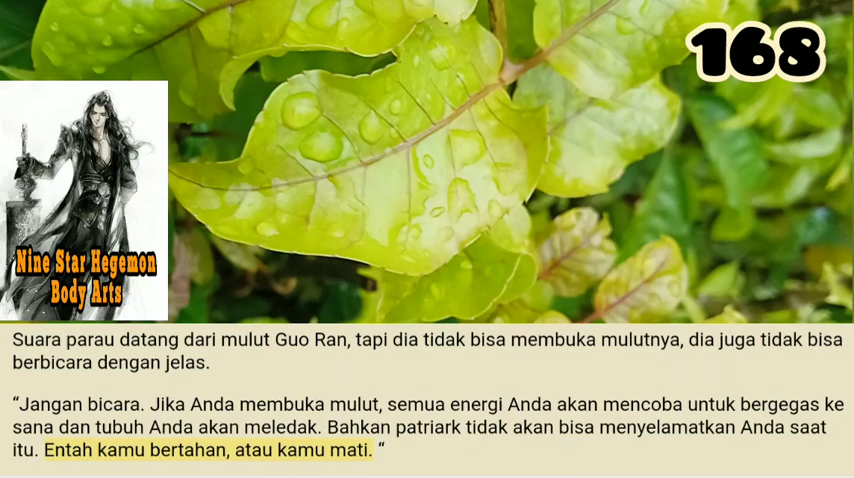 168
Nine Star Hegemon
Body Arts
Suara parau datang dari mulut Guo Ran, tapi dia tidak bisa membuka mulutnya, dia juga tidak bisa
berbicara dengan jelas.
“Jangan bicara. Jika Anda membuka mulut, semua energi Anda akan mencoba untuk bergegas ke
sana dan tubuh Anda akan meledak. Bahkan patriark tidak akan bisa menyelamatkan Anda saat
itu. Entah kamu bertahan, atau kamu mati. “